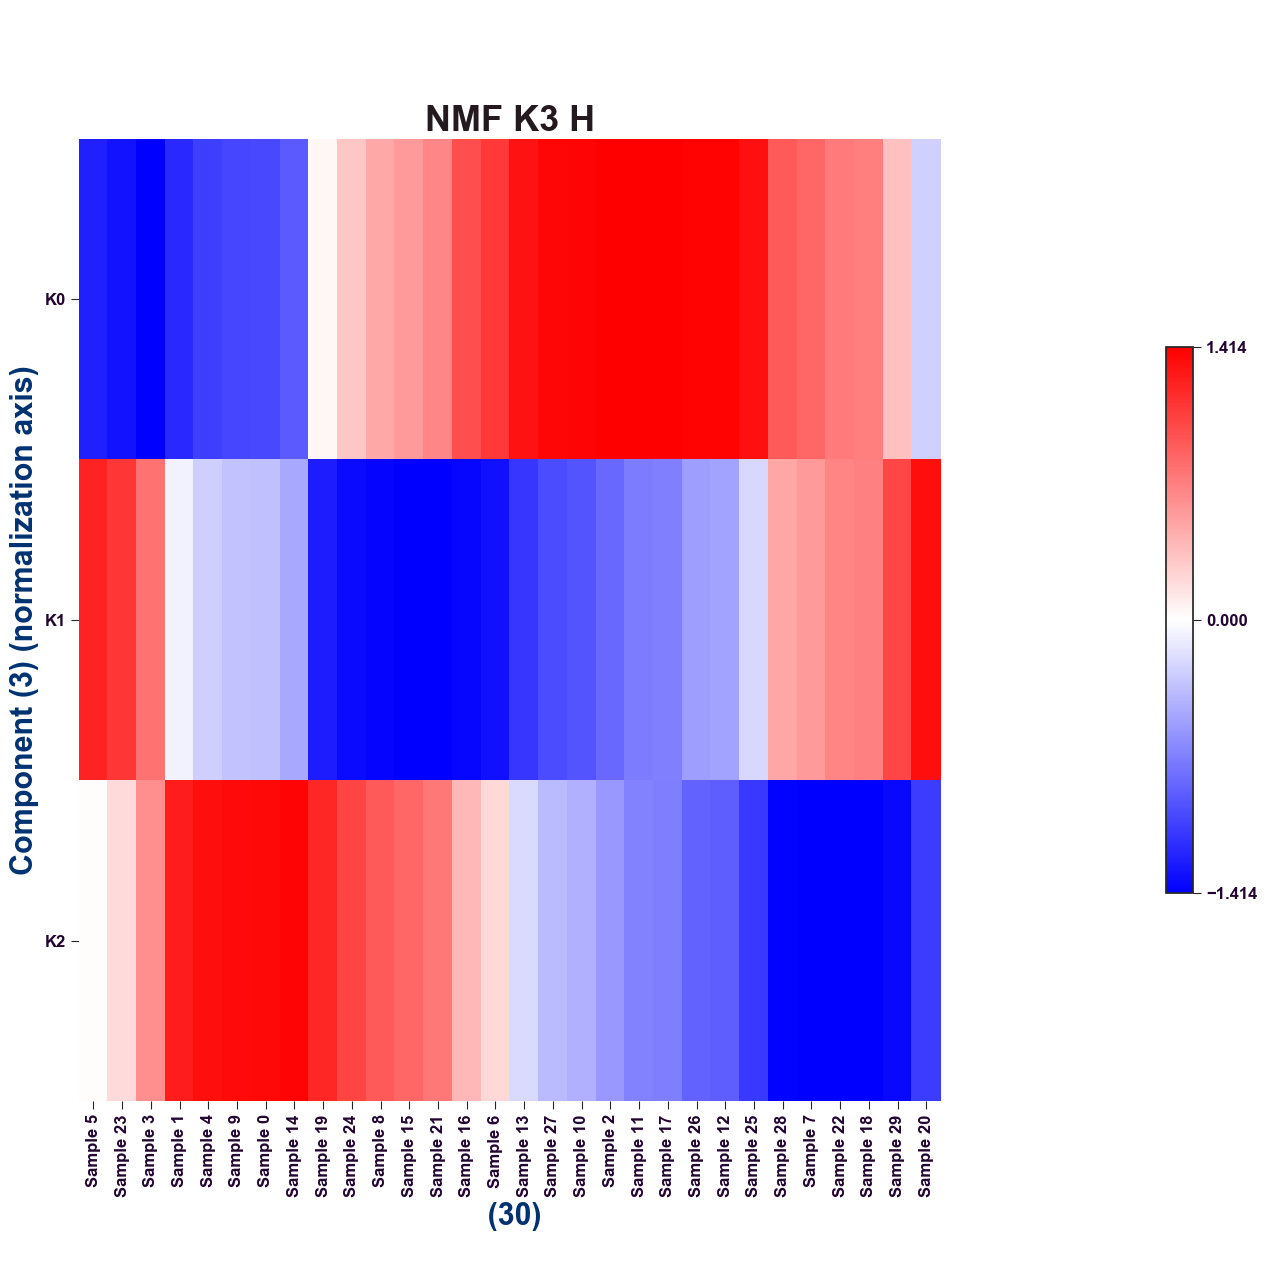 NMF K3 H
Component (3) (normalization axis)
K0
K1
K2
1.414
0.000
−1.414
Sample 5
Sample 23
Sample 3
Sample 1
Sample 4
Sample 9
Sample 0
Sample 14
Sample 19
Sample 24
Sample 8
Sample 15
Sample 21
Sample 16
Sample 6
Sample 13
Sample 27
Sample 10
Sample 2
Sample 11
Sample 17
Sample 26
Sample 12
Sample 25
Sample 28
Sample 7
Sample 22
Sample 18
Sample 29
Sample 20
(30)